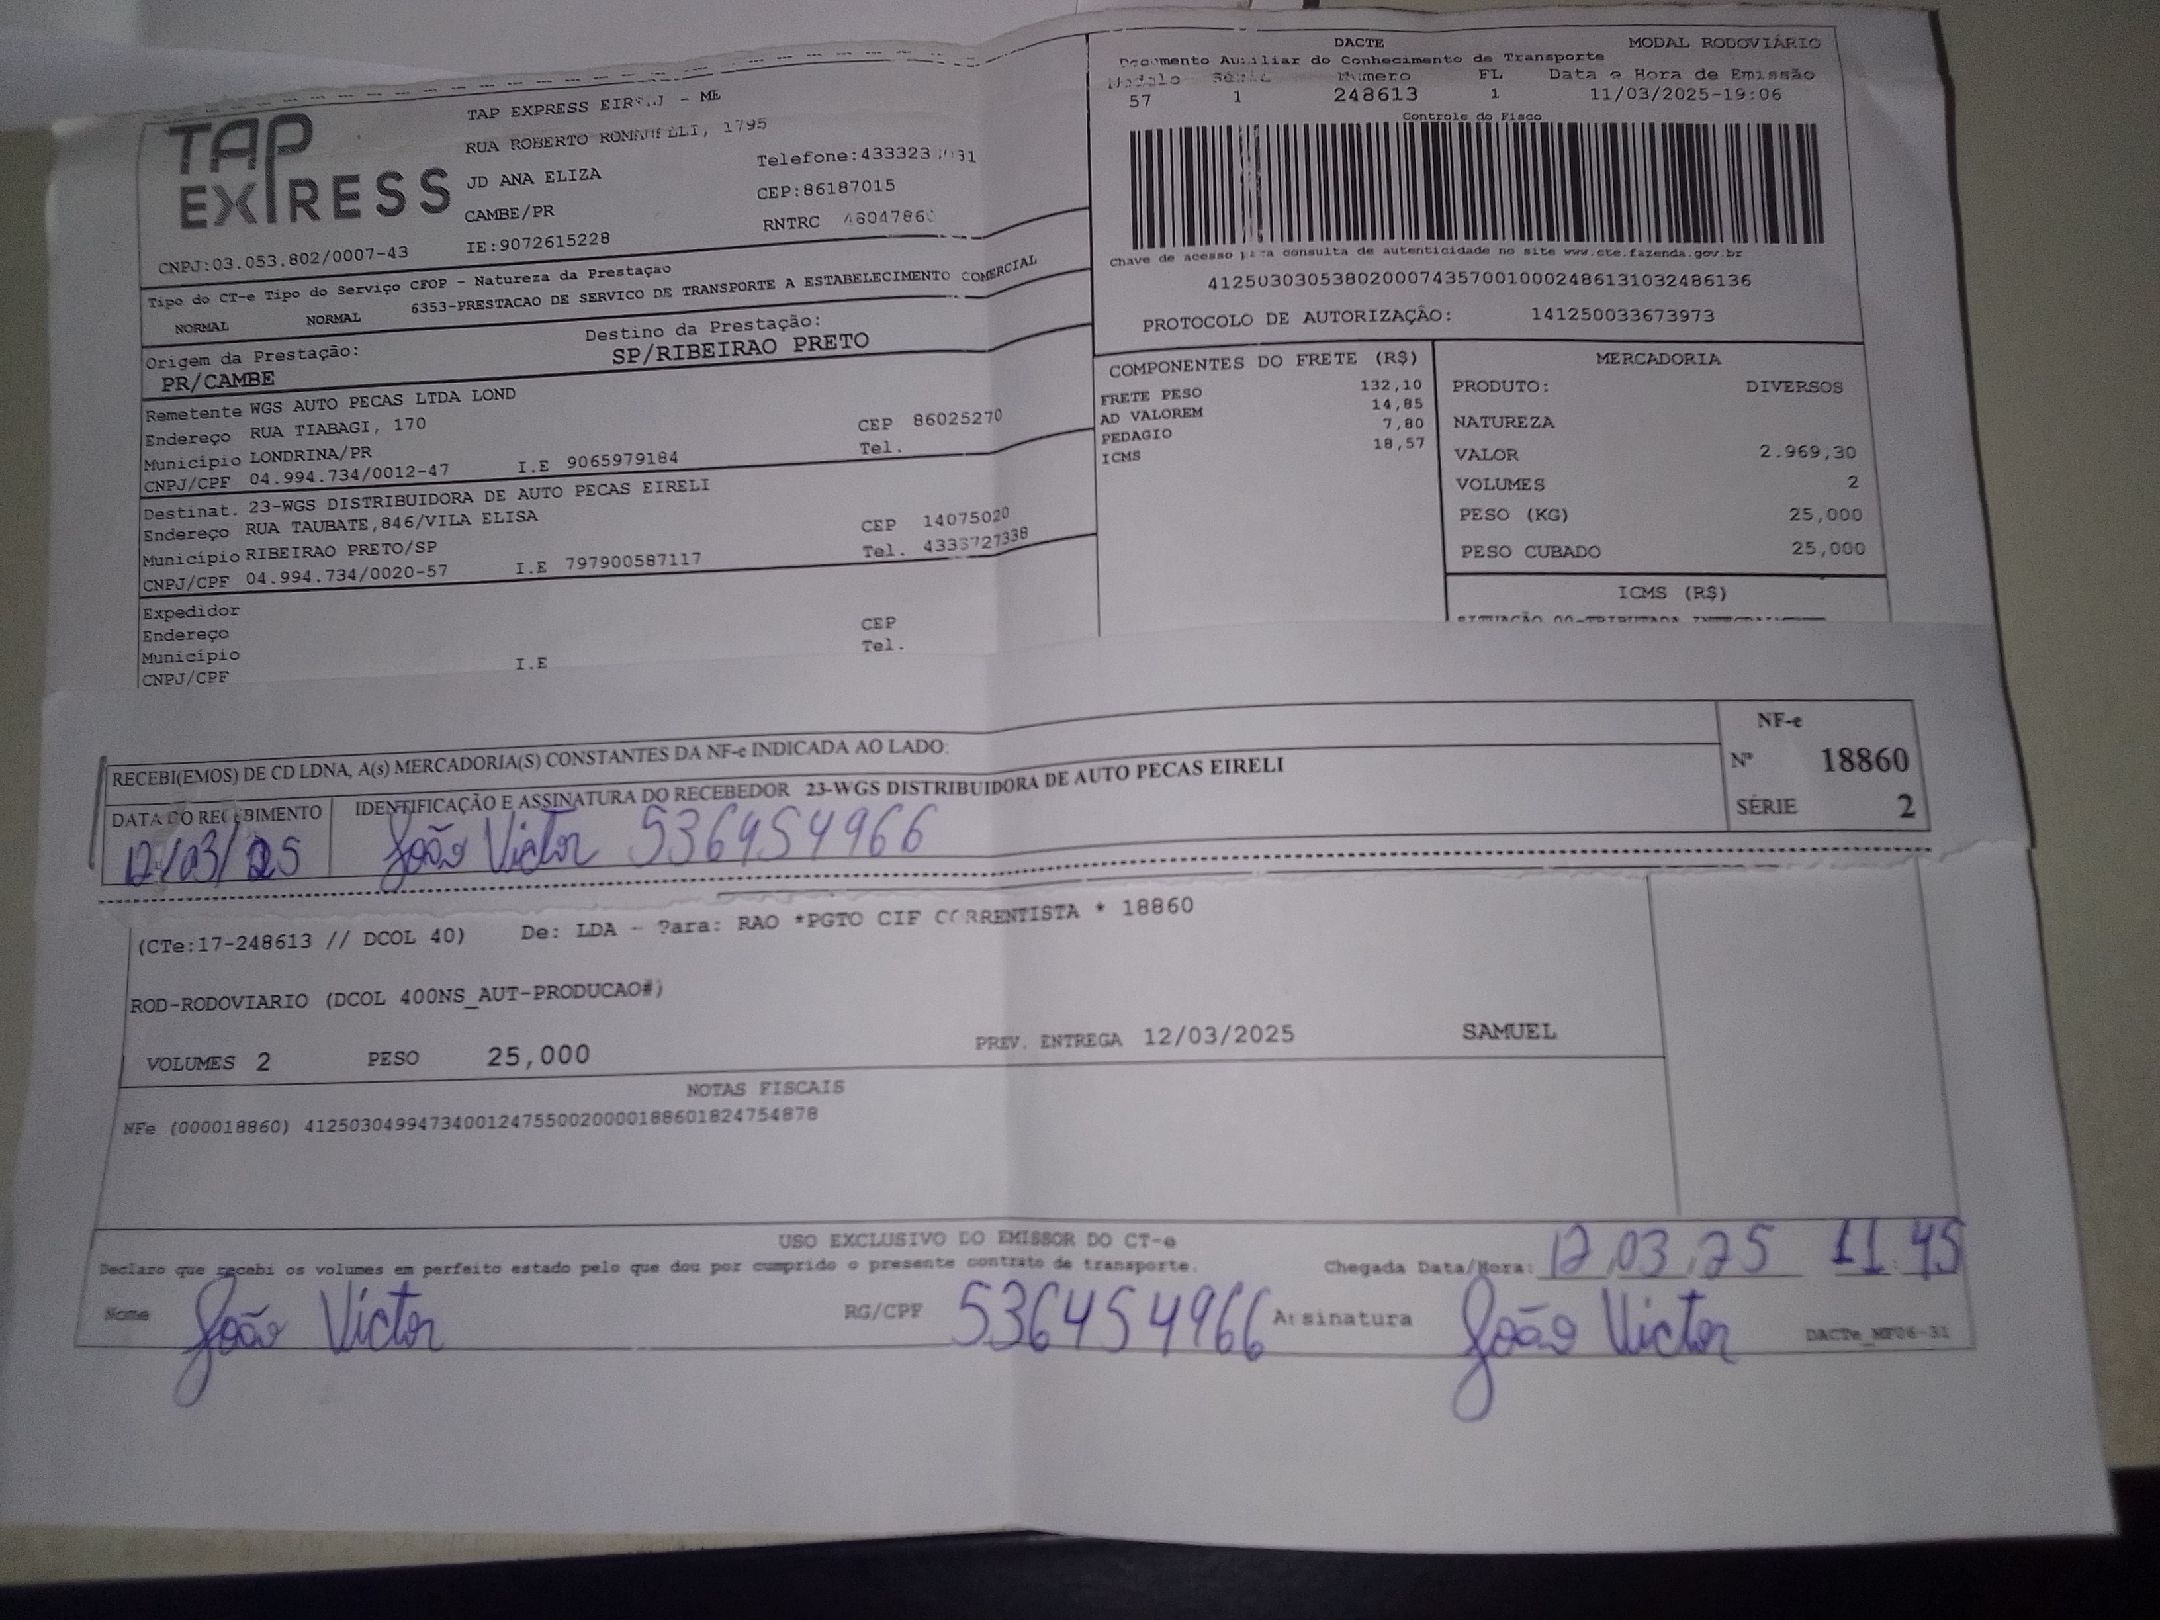 TAP EXPRESS
TAP EXPRESS - ME
RUA ROBERTO 1795
JD ANA ELIZA
CAMBE/PR
IE:9072615228
Telefone:
CEP:86187015
RNTRC
CNPJ:03.053.802/0007-43
Tipo do CT-e Tipo do Serviço CFOP - Natureza da Prestação
NORMAL NORMAL 6353-PRESTACAO DE SERVICO DE TRANSPORTE A ESTABELECIMENTO COMERCIAL
Origem da Prestação: Destino da Prestação:
PR/CAMBE SP/RIBEIRAO PRETO
Remetente WGS AUTO PECAS LTDA LOND
Endereço RUA TIABAGI, 170 CEP 86025270
Município LONDRINA/PR Tel.
CNPJ/CPF 04.994.734/0012-47 I.E 9065979184
Destinat. 23-WGS DISTRIBUIDORA DE AUTO PECAS EIRELI
Endereço RUA TAUBATE,846/VILA ELISA CEP 14075020
Município RIBEIRAO PRETO/SP Tel. 4333727338
CNPJ/CPF 04.994.734/0020-57 I.E 797900587117
Expedidor
Endereço CEP
Município Tel.
CNPJ/CPF I.E
DACTE MODAL RODOVIÁRIO
Documento Auxiliar do Conhecimento de Transporte
Modelo Série Número FL Data e Hora de Emissão
57 1 248613 1 11/03/2025-19:06
Controle do Fisco
Chave de acesso para consulta de autenticidade no site www.cte.fazenda.gov.br
41250303053802000743570010002486131032486136
PROTOCOLO DE AUTORIZAÇÃO: 141250033673973
COMPONENTES DO FRETE (R$)
FRETE PESO 132,10
AD VALOREM 14,85
PEDAGIO 7,80
ICMS 18,57
MERCADORIA
PRODUTO: DIVERSOS
NATUREZA
VALOR 2.969,30
VOLUMES 2
PESO (KG) 25,000
PESO CUBADO 25,000
ICMS (R$)
RECEBI(EMOS) DE CD LDNA, A(s) MERCADORIA(S) CONSTANTES DA NF-e INDICADA AO LADO:
DATA DO RECEBIMENTO IDENTIFICAÇÃO E ASSINATURA DO RECEBEDOR 23-WGS DISTRIBUIDORA DE AUTO PECAS EIRELI
12/03/25 João Victor 536454966
NF-e
Nº 18860
SÉRIE 2
(CTe:17-248613 // DCOL 40) De: LDA - Para: RAO *PGTO CIF CORRENTISTA * 18860
ROD-RODOVIARIO (DCOL 400NS_AUT-PRODUCAO#)
VOLUMES 2 PESO 25,000 PREV. ENTREGA 12/03/2025 SAMUEL
NOTAS FISCAIS
NFe (000018860) 41250304994734001247550020000188601824754878
USO EXCLUSIVO DO EMISSOR DO CT-e
Declaro que recebi os volumes em perfeito estado pelo que dou por cumprido o presente contrato de transporte. Chegada Data/Hora: 12,03,25 11:45
Nome João Victor RG/CPF 536454966 Assinatura João Victor DACTe_MF06-31